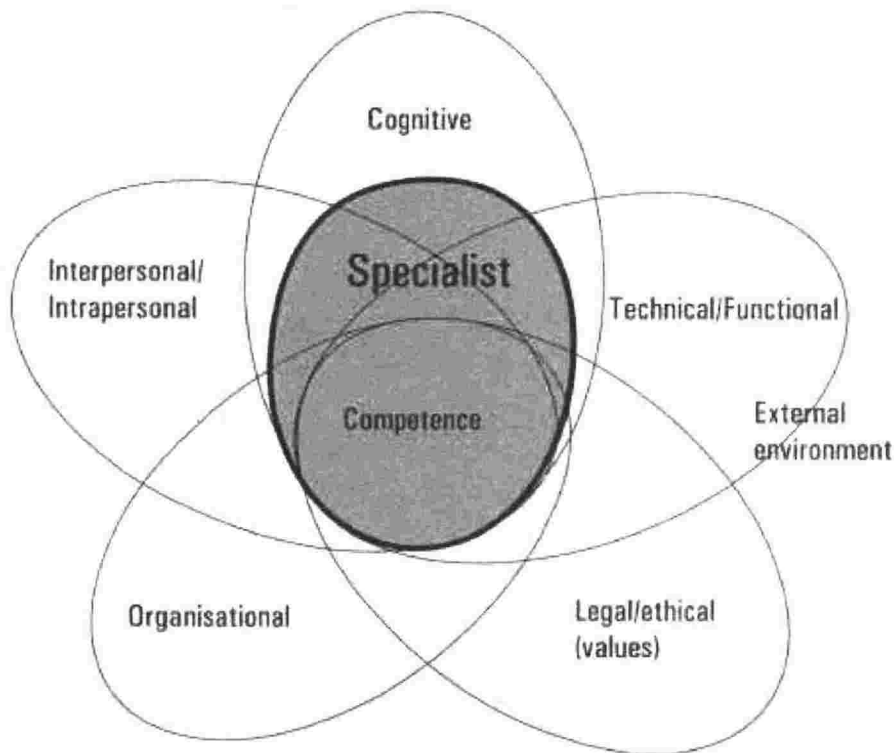 Cognitive
Interpersonal/
Intrapersonal
Specialist
Technical/Functional
Competence
External
environment
Organisational
Legal/ethical
(values)